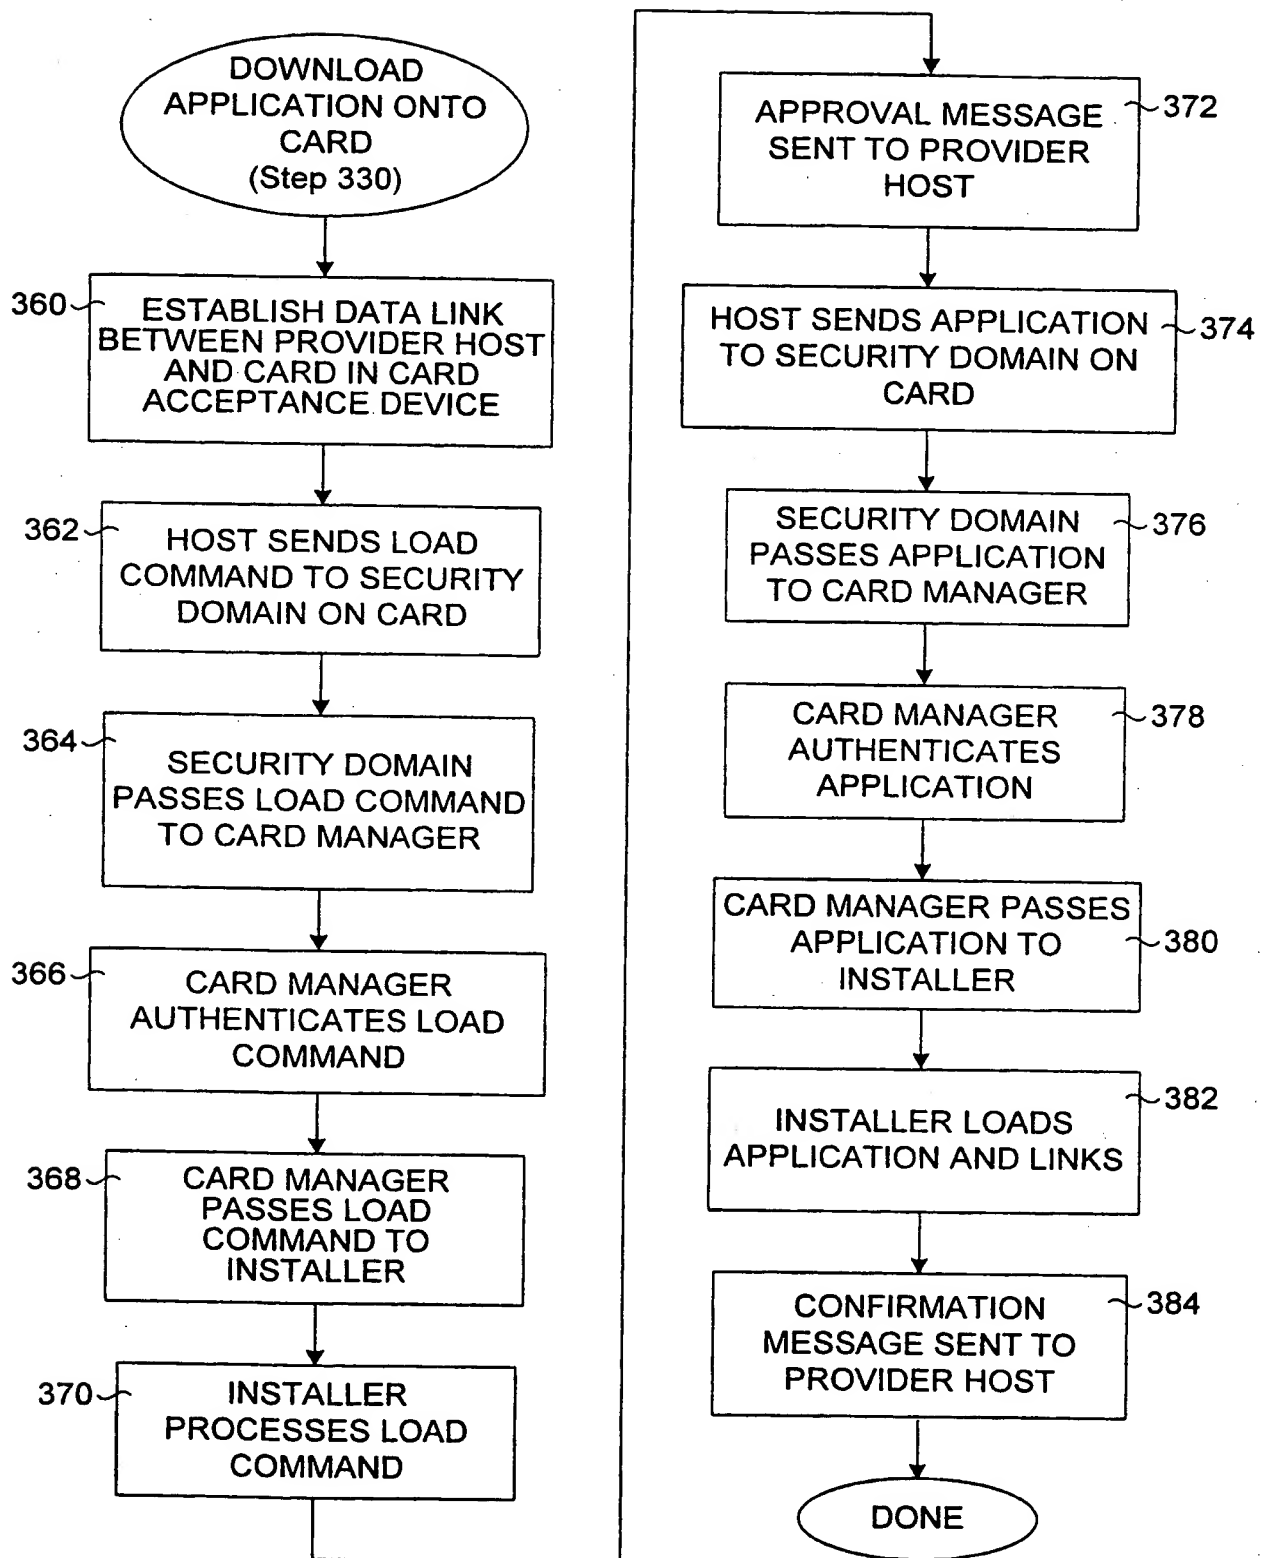 DOWNLOAD
APPLICATION ONTO
CARD
(Step 330)
360
ESTABLISH DATA LINK
BETWEEN PROVIDER HOST
AND CARD IN CARD
ACCEPTANCE DEVICE
362
HOST SENDS LOAD
COMMAND TO SECURITY
DOMAIN ON CARD
364
SECURITY DOMAIN
PASSES LOAD COMMAND
TO CARD MANAGER
366
CARD MANAGER
AUTHENTICATES LOAD
COMMAND
368
CARD MANAGER
PASSES LOAD
COMMAND TO
INSTALLER
370
INSTALLER
PROCESSES LOAD
COMMAND
372
APPROVAL MESSAGE
SENT TO PROVIDER
HOST
374
HOST SENDS APPLICATION
TO SECURITY DOMAIN ON
CARD
376
SECURITY DOMAIN
PASSES APPLICATION
TO CARD MANAGER
378
CARD MANAGER
AUTHENTICATES
APPLICATION
380
CARD MANAGER PASSES
APPLICATION TO
INSTALLER
382
INSTALLER LOADS
APPLICATION AND LINKS
384
CONFIRMATION
MESSAGE SENT TO
PROVIDER HOST
DONE